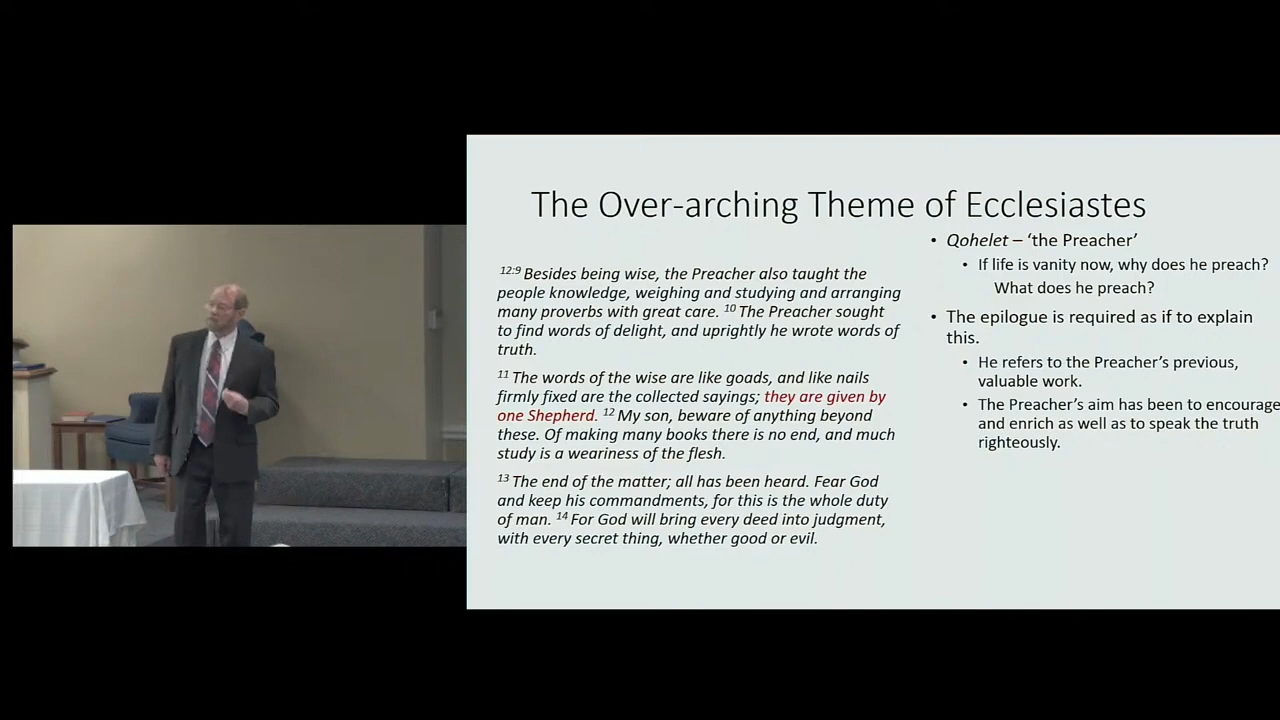 The Over-arching Theme of Ecclesiastes
12:9 Besides being wise, the Preacher also taught the
people knowledge, weighing and studying and arranging
many proverbs with great care. 10 The Preacher sought
to find words of delight, and uprightly he wrote words of
truth.
11 The words of the wise are like goads, and like nails
firmly fixed are the collected sayings; they are given by
one Shepherd. 12 My son, beware of anything beyond
these. Of making many books there is no end, and much
study is a weariness of the flesh.
13 The end of the matter; all has been heard. Fear God
and keep his commandments, for this is the whole duty
of man. 14 For God will bring every deed into judgment,
with every secret thing, whether good or evil.
• Qohelet – ‘the Preacher’
• If life is vanity now, why does he preach?
What does he preach?
• The epilogue is required as if to explain
this.
• He refers to the Preacher’s previous,
valuable work.
• The Preacher’s aim has been to encourage
and enrich as well as to speak the truth
righteously.